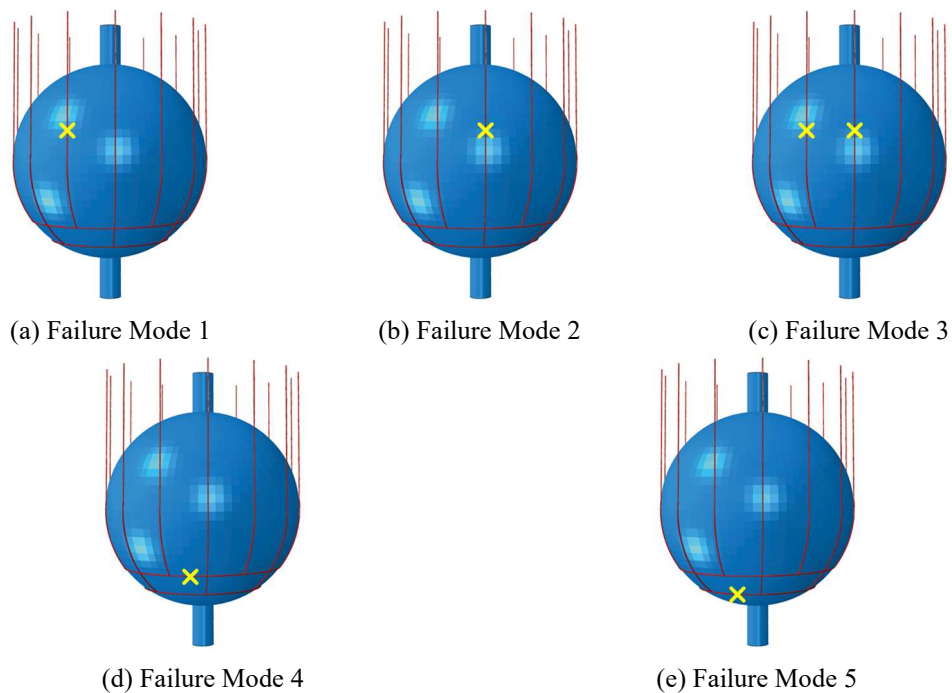 (a) Failure Mode 1
(b) Failure Mode 2
(c) Failure Mode 3
(d) Failure Mode 4
(e) Failure Mode 5